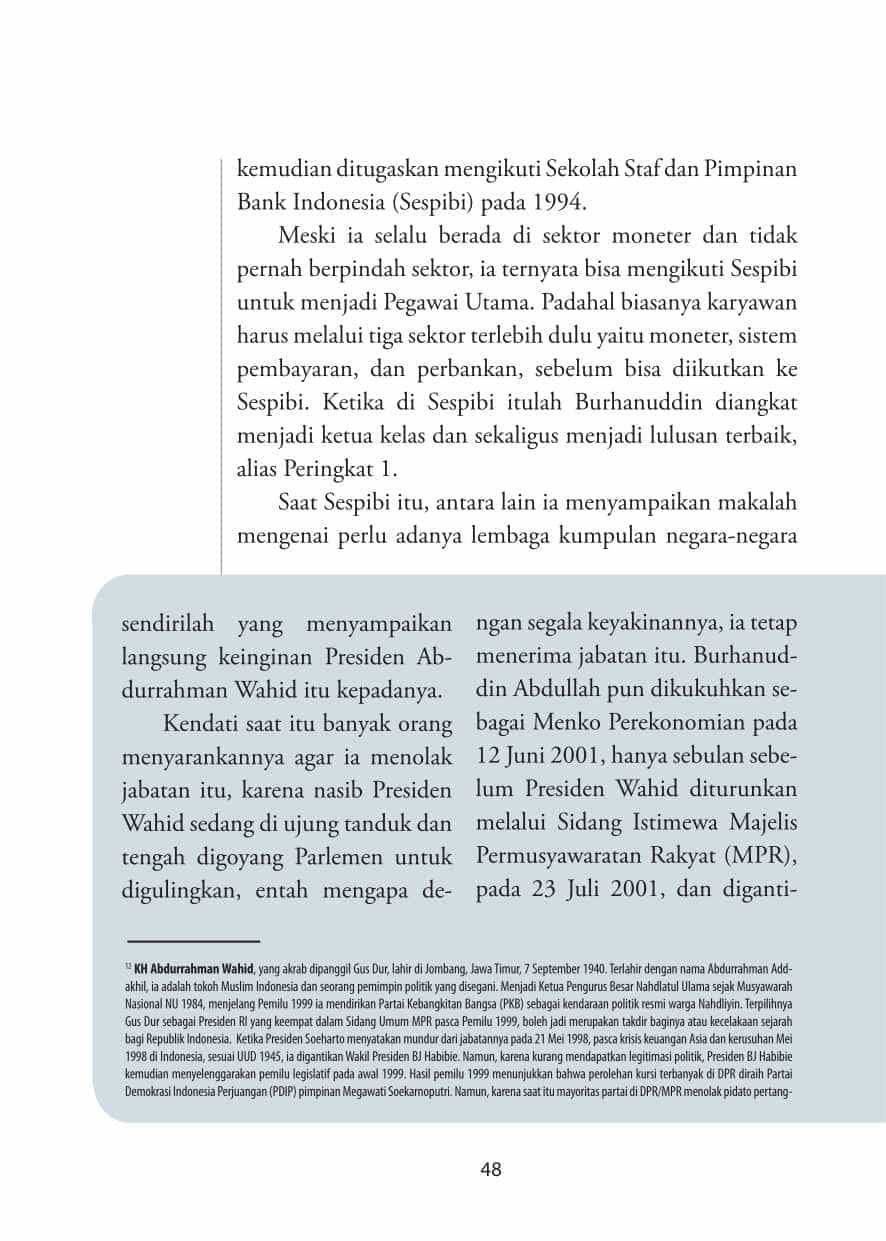 kemudian ditugaskan mengikuti Sekolah Staf dan Pimpinan
Bank Indonesia (Sespibi) pada 1994.
Meski ia selalu berada di sektor moneter dan tidak
pernah berpindah sektor, ia ternyata bisa mengikuti Sespibi
untuk menjadi Pegawai Utama. Padahal biasanya karyawan
harus melalui tiga sektor terlebih dulu yaitu moneter, sistem
pembayaran, dan perbankan, sebelum bisa diikutkan ke
Sespibi. Ketika di Sespibi itulah Burhanuddin diangkat
menjadi ketua kelas dan sekaligus menjadi lulusan terbaik,
alias Peringkat 1.
Saat Sespibi itu, antara lain ia menyampaikan makalah
mengenai perlu adanya lembaga kumpulan negara-negara
sendirilah yang menyampaikan
langsung keinginan Presiden Ab-
durrahman Wahid itu kepadanya.
Kendati saat itu banyak orang
menyarankannya agar ia menolak
jabatan itu, karena nasib Presiden
Wahid sedang di ujung tanduk dan
tengah digoyang Parlemen untuk
digulingkan, entah mengapa de-
ngan segala keyakinannya, ia tetap
menerima jabatan itu. Burhanud-
din Abdullah pun dikukuhkan se-
bagai Menko Perekonomian pada
12 Juni 2001, hanya sebulan sebe-
lum Presiden Wahid diturunkan
melalui Sidang Istimewa Majelis
Permusyawaratan Rakyat (MPR),
pada 23 Juli 2001, dan diganti-
12 KH Abdurrahman Wahid, yang akrab dipanggil Gus Dur, lahir di Jombang, Jawa Timur, 7 September 1940. Terlahir dengan nama Abdurrahman Add-
akhil, ia adalah tokoh Muslim Indonesia dan seorang pemimpin politik yang disegani. Menjadi Ketua Pengurus Besar Nahdlatul Ulama sejak Musyawarah
Nasional NU 1984, menjelang Pemilu 1999 ia mendirikan Partai Kebangkitan Bangsa (PKB) sebagai kendaraan politik resmi warga Nahdliyin. Terpilihnya
Gus Dur sebagai Presiden RI yang keempat dalam Sidang Umum MPR pasca Pemilu 1999, boleh jadi merupakan takdir baginya atau kecelakaan sejarah
bagi Republik Indonesia. Ketika Presiden Soeharto menyatakan mundur dari jabatannya pada 21 Mei 1998, pasca krisis keuangan Asia dan kerusuhan Mei
1998 di Indonesia, sesuai UUD 1945, ia digantikan Wakil Presiden BJ Habibie. Namun, karena kurang mendapatkan legitimasi politik, Presiden BJ Habibie
kemudian menyelenggarakan pemilu legislatif pada awal 1999. Hasil pemilu 1999 menunjukkan bahwa perolehan kursi terbanyak di DPR diraih Partai
Demokrasi Indonesia Perjuangan (PDIP) pimpinan Megawati Soekarnoputri. Namun, karena saat itu mayoritas partai di DPR/MPR menolak pidato pertang-
48